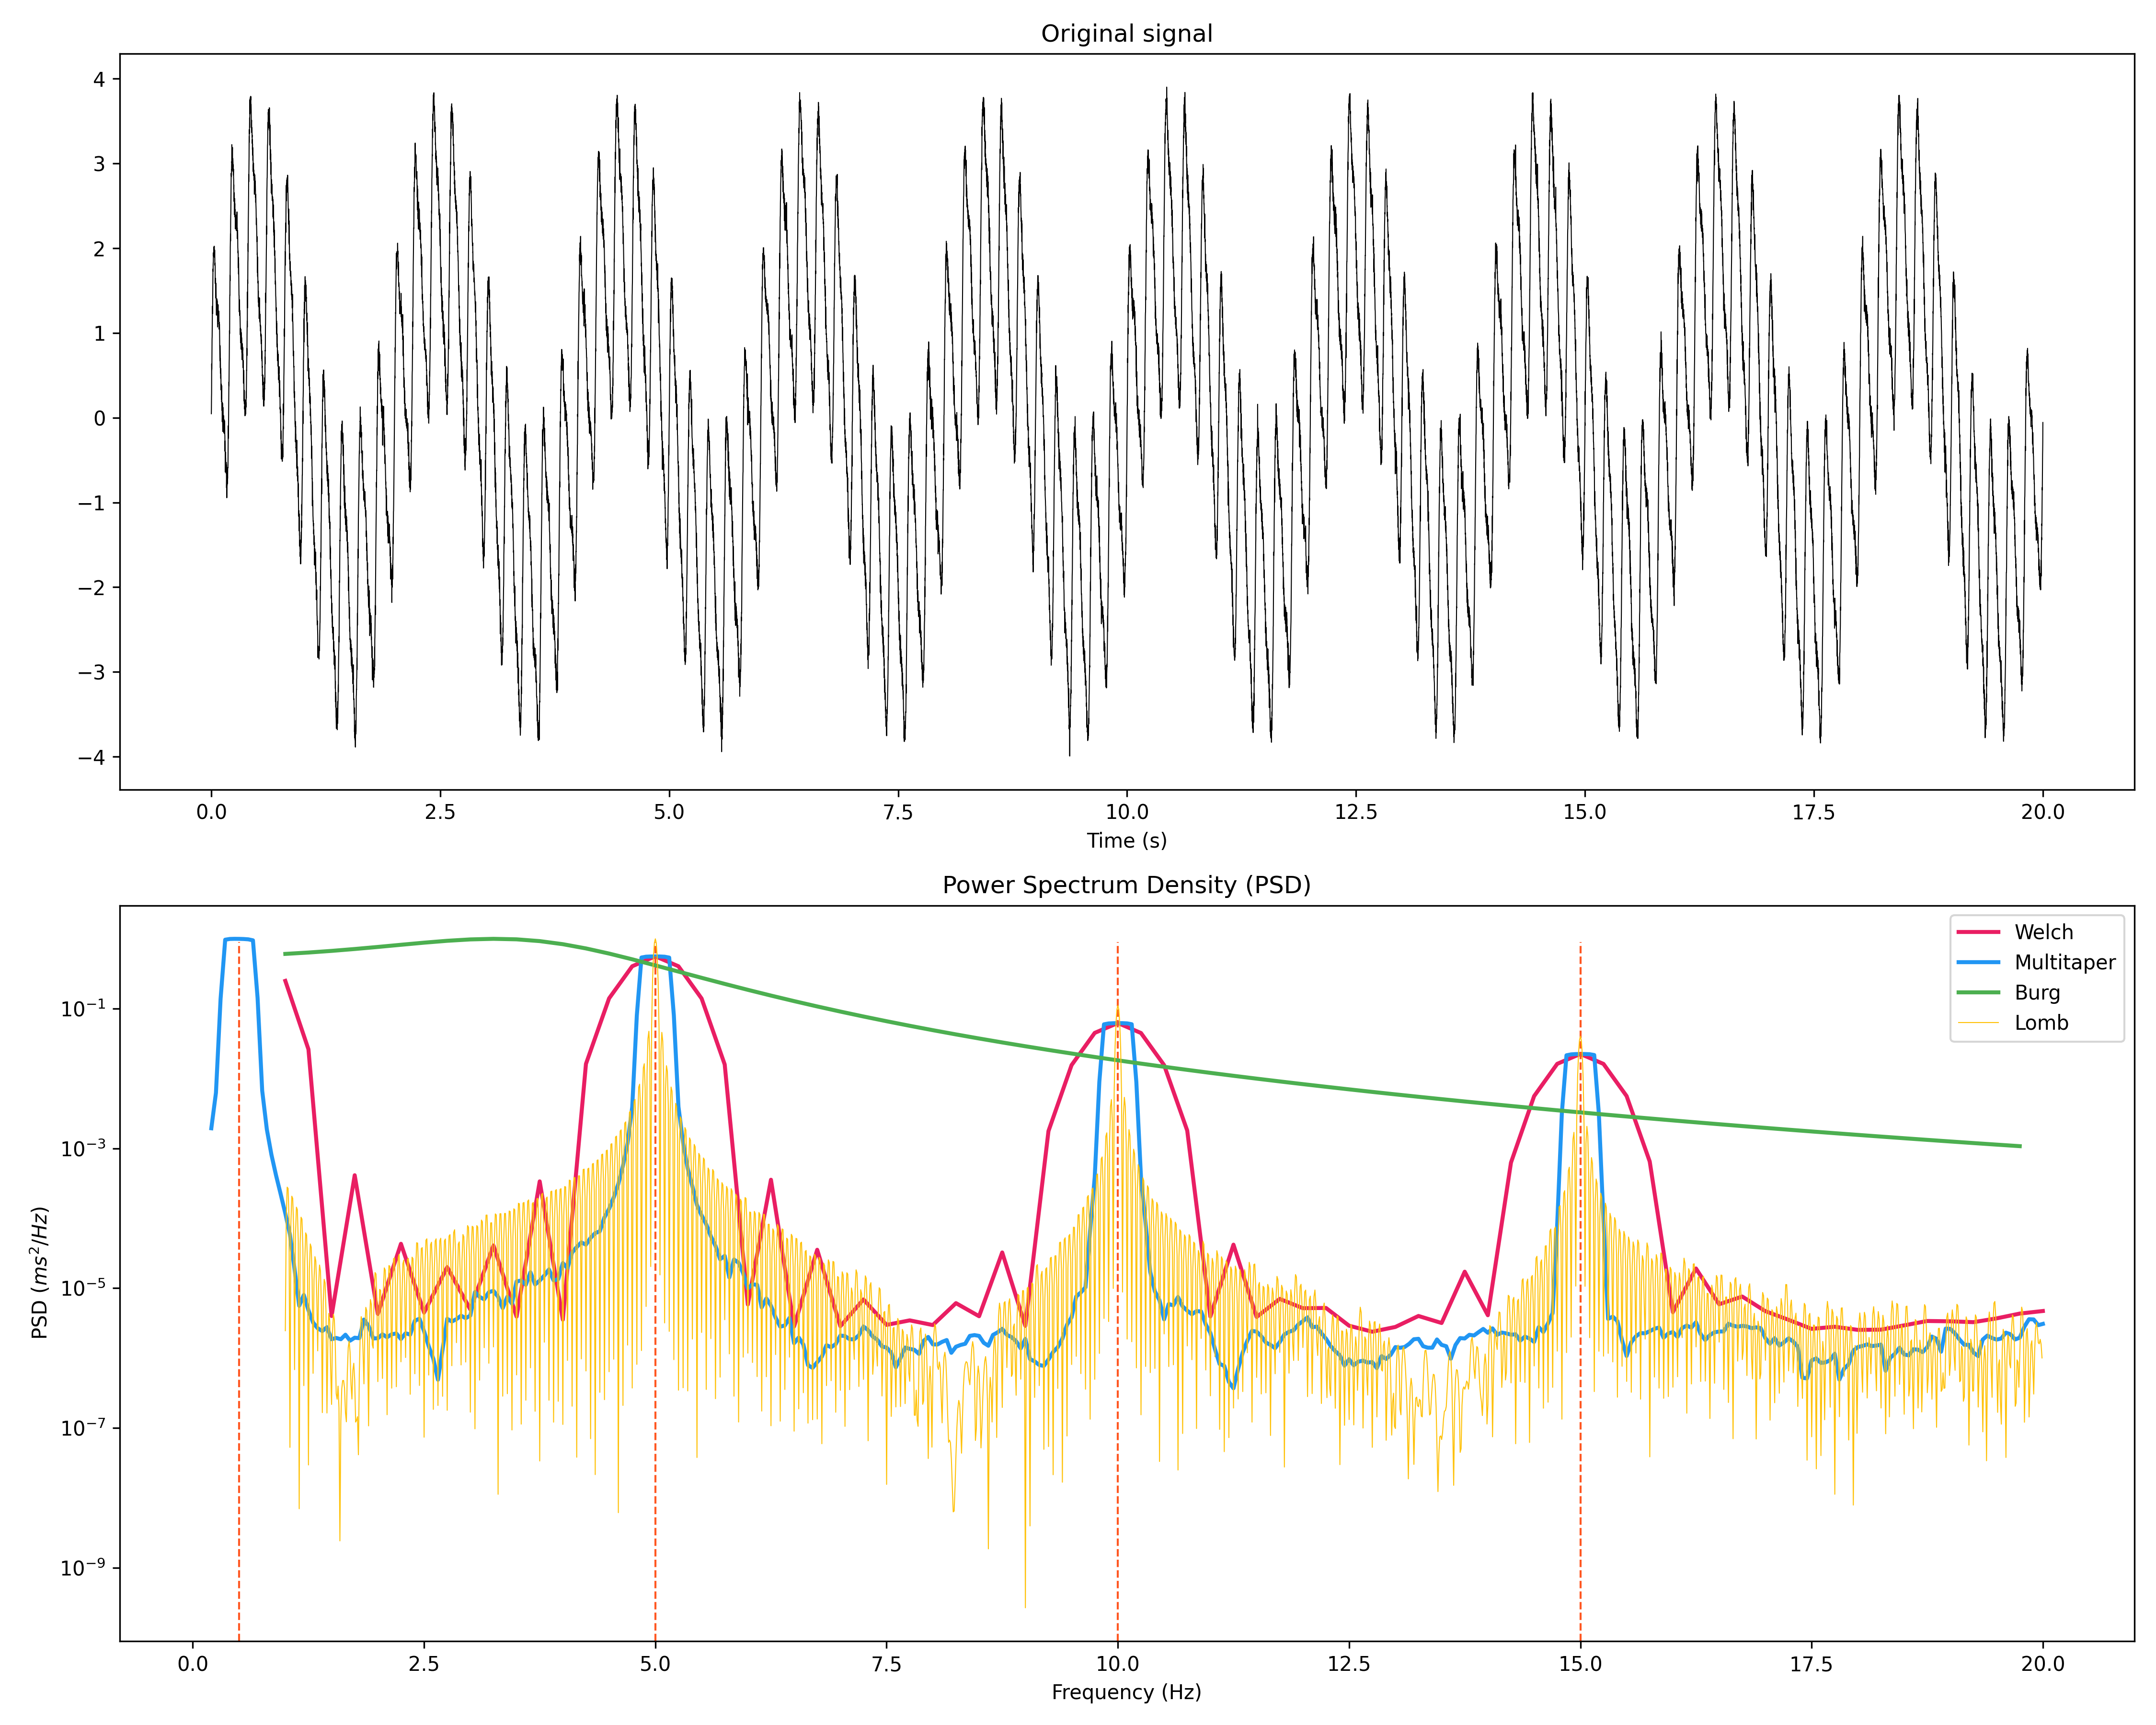 Original signal
4
3
2
1
0
−1
−2
−3
−4
0.0 2.5 5.0 7.5 10.0 12.5 15.0 17.5 20.0
Time (s)
Power Spectrum Density (PSD)
Welch
Multitaper
Burg
Lomb
PSD (ms²/Hz)
10⁻¹
10⁻³
10⁻⁵
10⁻⁷
10⁻⁹
0.0 2.5 5.0 7.5 10.0 12.5 15.0 17.5 20.0
Frequency (Hz)